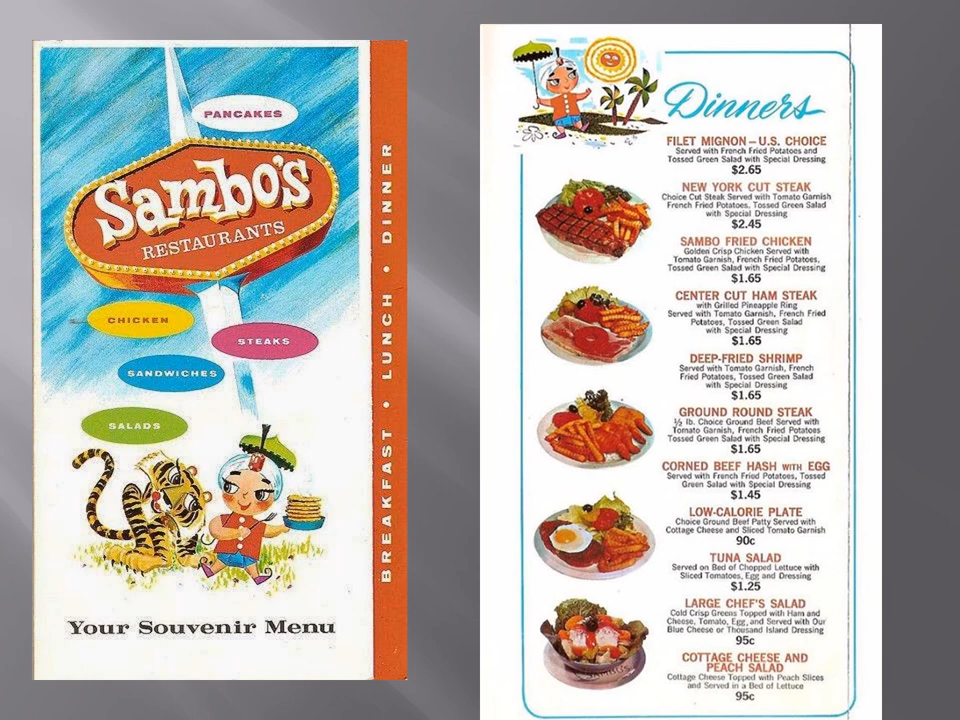 PANCAKES
Sambo's
RESTAURANTS
CHICKEN
STEAKS
SANDWICHES
SALADS
Your Souvenir Menu
BREAKFAST • LUNCH • DINNER
Dinners
FILET MIGNON – U.S. CHOICE
Served with French Fried Potatoes and
Tossed Green Salad with Special Dressing
$2.65
NEW YORK CUT STEAK
Choice Cut Steak Served with Tomato Garnish
French Fried Potatoes, Tossed Green Salad
with Special Dressing
$2.45
SAMBO FRIED CHICKEN
Golden Crisp Chicken Served with
Tomato Garnish, French Fried Potatoes,
Tossed Green Salad with Special Dressing
$1.65
CENTER CUT HAM STEAK
with Grilled Pineapple Ring
Served with Tomato Garnish, French Fried
Potatoes, Tossed Green Salad
with Special Dressing
$1.65
DEEP-FRIED SHRIMP
Served with Tomato Garnish, French
Fried Potatoes, Tossed Green Salad
with Special Dressing
$1.65
GROUND ROUND STEAK
½ lb. Choice Ground Beef Served with
Tomato Garnish, French Fried Potatoes
Tossed Green Salad with Special Dressing
$1.65
CORNED BEEF HASH WITH EGG
Served with French Fried Potatoes, Tossed
Green Salad with Special Dressing
$1.45
LOW-CALORIE PLATE
Choice Ground Beef Patty Served with
Cottage Cheese and Sliced Tomato Garnish
90c
TUNA SALAD
Served on Bed of Chopped Lettuce with
Sliced Tomatoes, Egg and Dressing
$1.25
LARGE CHEF'S SALAD
Cold Crisp Greens Topped with Ham and
Cheese, Tomato, Egg, and Served with Our
Blue Cheese or Thousand Island Dressing
95c
COTTAGE CHEESE AND
PEACH SALAD
Cottage Cheese Topped with Peach Slices
and Served in a Bed of Lettuce
95c